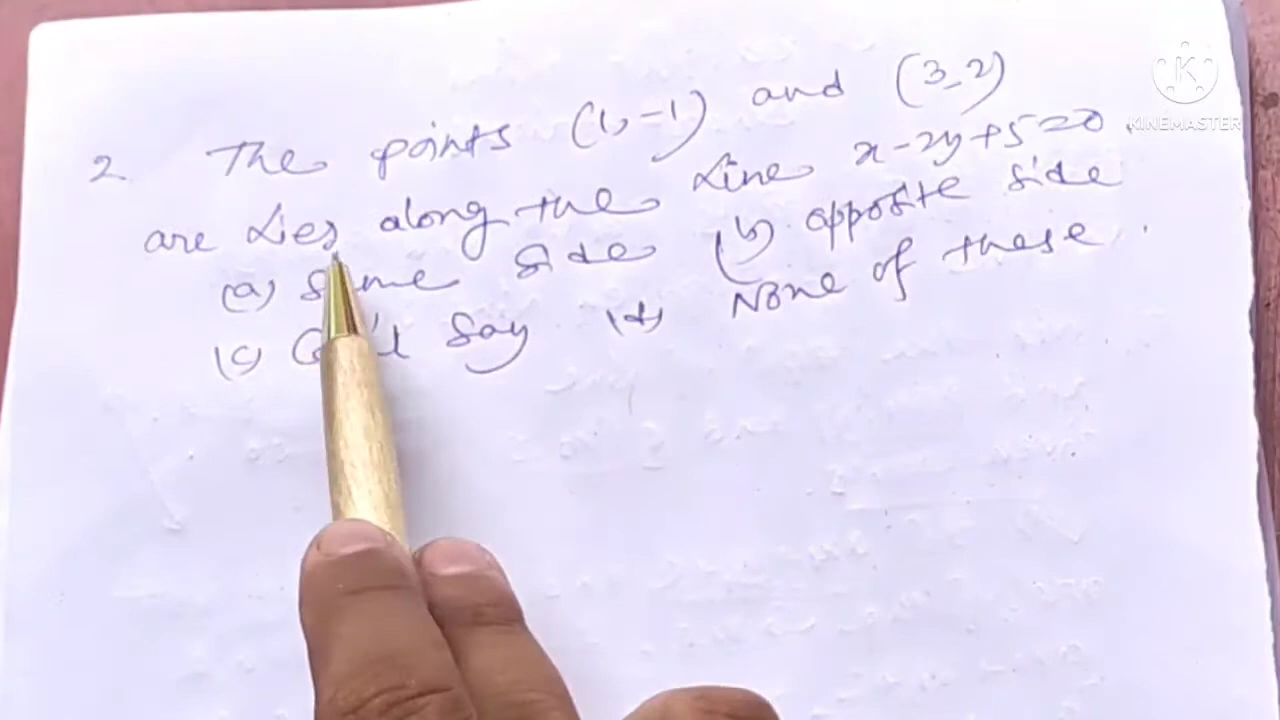 2 The points (1,-1) and (3,2)
are Lies along the Line x-2y+5=0.
(a) Same side (b) opposite side
(c) say (d) None of these.
KINEMASTER